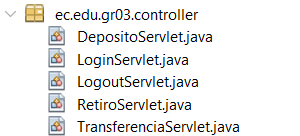 ec.edu.gr03.controller
DepositoServlet.java
LoginServlet.java
LogoutServlet.java
RetiroServlet.java
TransferenciaServlet.java